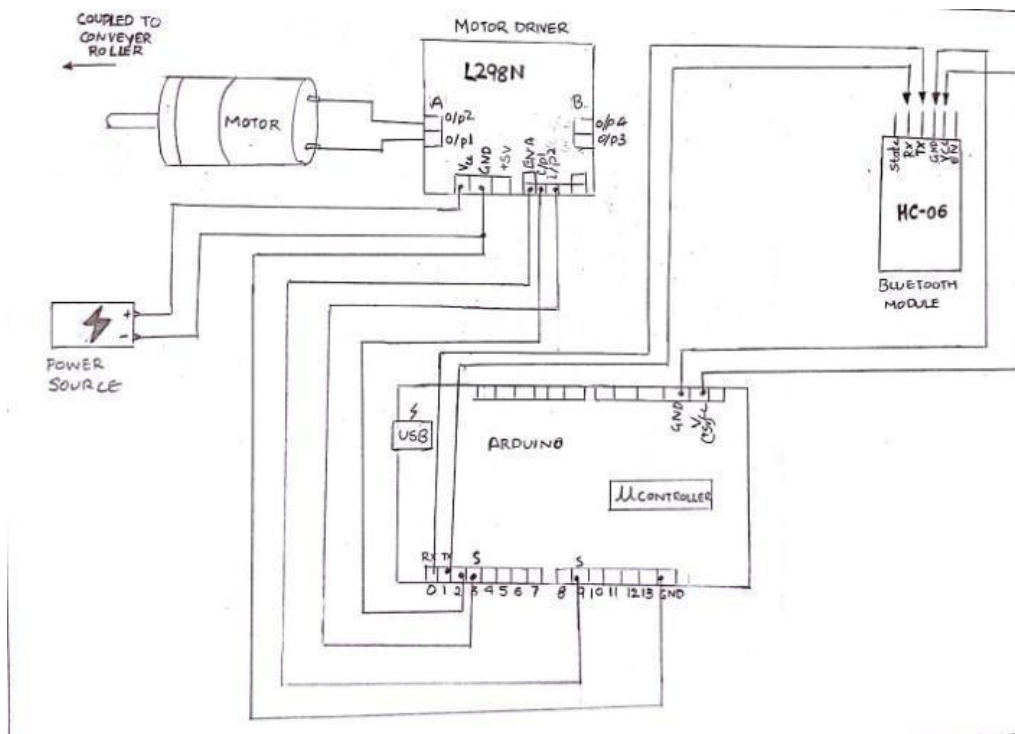 COUPLED TO
CONVEYER
ROLLER
MOTOR DRIVER
L298N
A
B
O/P2
O/P1
O/P4
O/P3
MOTOR
Vcc
GND
+5V
ENA
i/p1
i/p2
+
-
POWER
SOURCE
State
RX
TX
GND
VCC
HC-06
BLUETOOTH
MODULE
GND
USB
ARDUINO
μCONTROLLER
RX TX S S
0 1 2 3 4 5 6 7 8 9 10 11 12 13 GND